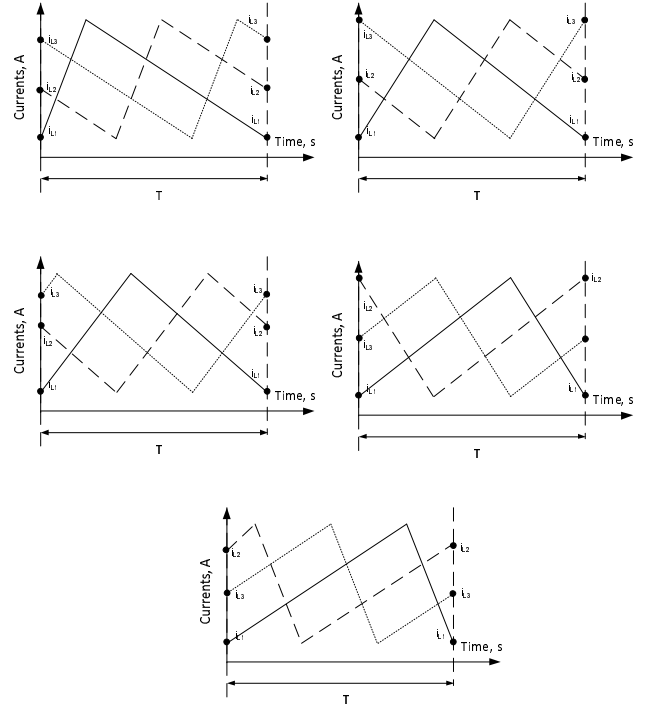 Currents, A
iL3
iL2
iL1
iL3
iL2
iL1
Time, s
T
Currents, A
iL3
iL2
iL1
iL3
iL2
iL1
Time, s
T
Currents, A
iL3
iL2
iL1
iL3
iL2
iL1
Time, s
T
Currents, A
iL2
iL3
iL1
iL2
iL1
Time, s
T
Currents, A
iL2
iL3
iL1
iL2
iL3
iL1
Time, s
T